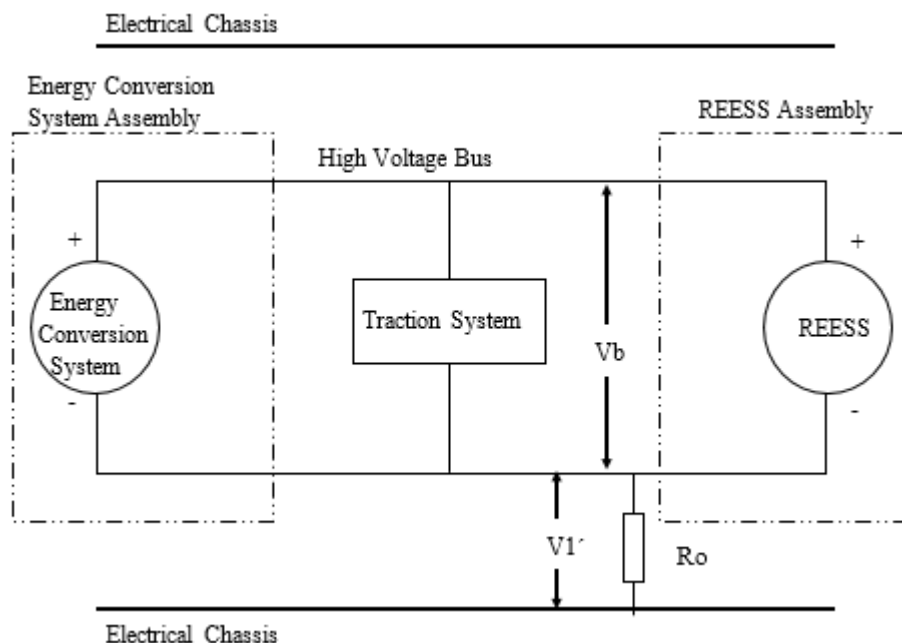 Electrical Chassis
Energy Conversion
System Assembly
REESS Assembly
High Voltage Bus
+
+
Energy
Conversion
System
Traction System
Vb
REESS
-
-
V1´
Ro
Electrical Chassis